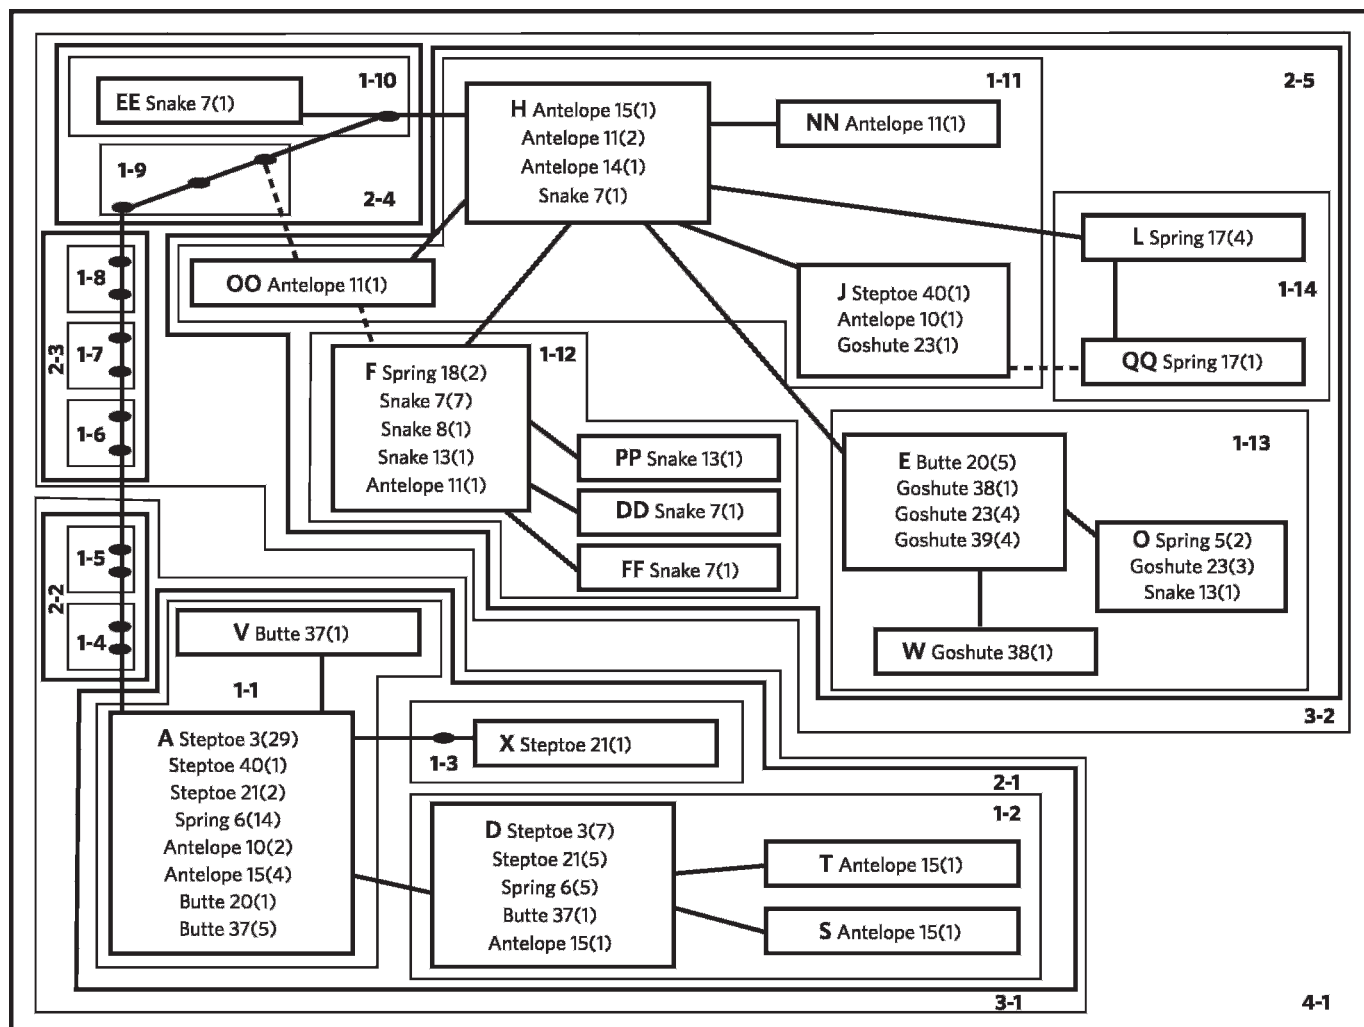 1-10
EE Snake 7(1)
1-9
2-4
1-11
2-5
H Antelope 15(1)
Antelope 11(2)
Antelope 14(1)
Snake 7(1)
NN Antelope 11(1)
L Spring 17(4)
1-14
QQ Spring 17(1)
OO Antelope 11(1)
J Steptoe 40(1)
Antelope 10(1)
Goshute 23(1)
1-8
1-7
2-3
1-6
1-12
F Spring 18(2)
Snake 7(7)
Snake 8(1)
Snake 13(1)
Antelope 11(1)
PP Snake 13(1)
DD Snake 7(1)
FF Snake 7(1)
1-13
E Butte 20(5)
Goshute 38(1)
Goshute 23(4)
Goshute 39(4)
O Spring 5(2)
Goshute 23(3)
Snake 13(1)
W Goshute 38(1)
3-2
1-5
2-2
1-4
V Butte 37(1)
1-1
A Steptoe 3(29)
Steptoe 40(1)
Steptoe 21(2)
Spring 6(14)
Antelope 10(2)
Antelope 15(4)
Butte 20(1)
Butte 37(5)
X Steptoe 21(1)
1-3
2-1
1-2
D Steptoe 3(7)
Steptoe 21(5)
Spring 6(5)
Butte 37(1)
Antelope 15(1)
T Antelope 15(1)
S Antelope 15(1)
3-1
4-1